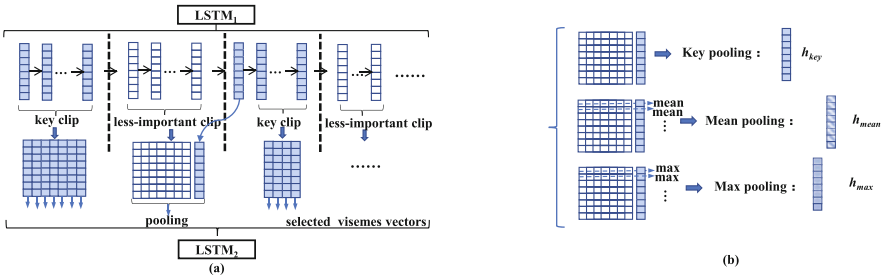 LSTM1
... ... ... ... ......
key clip less-important clip key clip less-important clip
......
pooling selected visemes vectors
LSTM2
(a)
Key pooling : hkey
mean
mean
⋮
Mean pooling : hmean
max
max
⋮
Max pooling : hmax
(b)